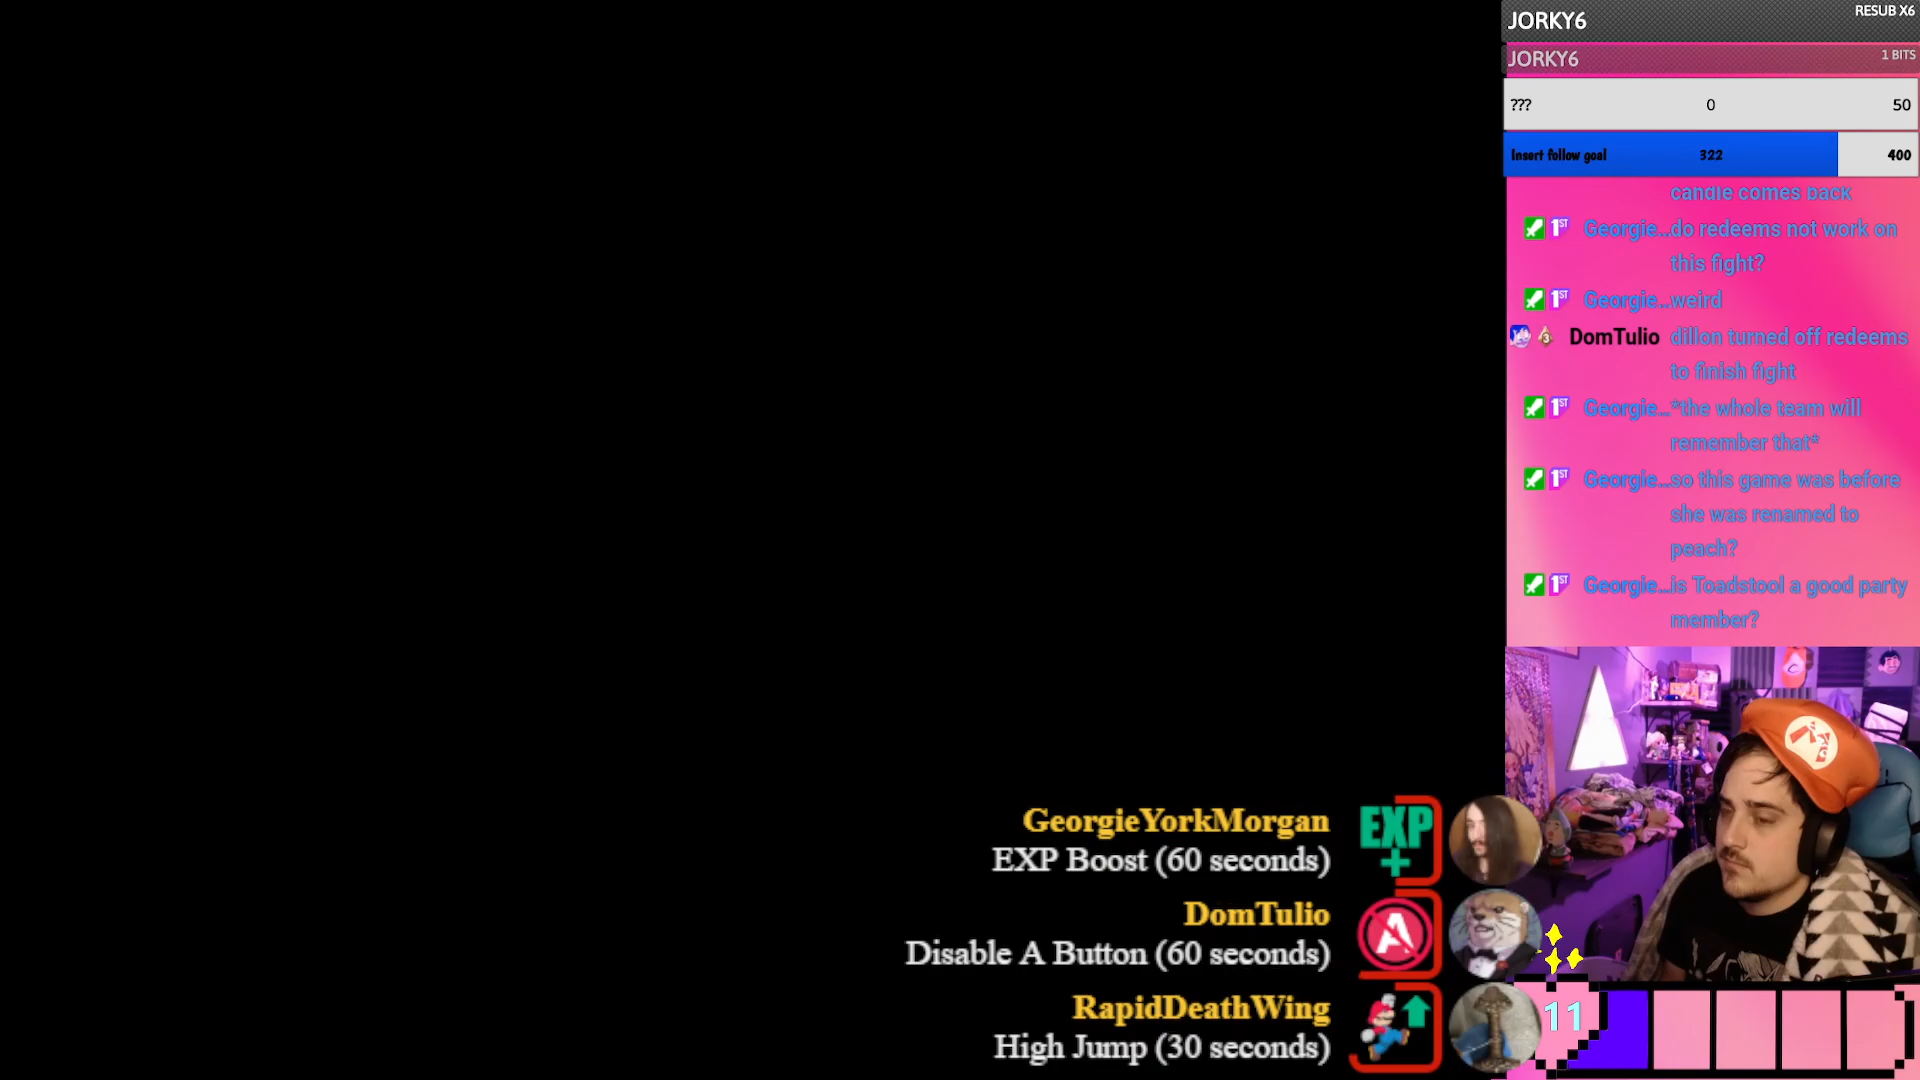 JORKY6 RESUB X6
JORKY6 1 BITS
??? 0 50
Insert follow goal 322 400
candle comes back
Georgie... do redeems not work on
this fight?
Georgie... weird
DomTulio dillon turned off redeems
to finish fight
Georgie... *the whole team will
remember that*
Georgie... so this game was before
she was renamed to
peach?
Georgie... is Toadstool a good party
member?
GeorgieYorkMorgan
EXP Boost (60 seconds)
EXP
+
DomTulio
Disable A Button (60 seconds)
A
RapidDeathWing
High Jump (30 seconds)
11